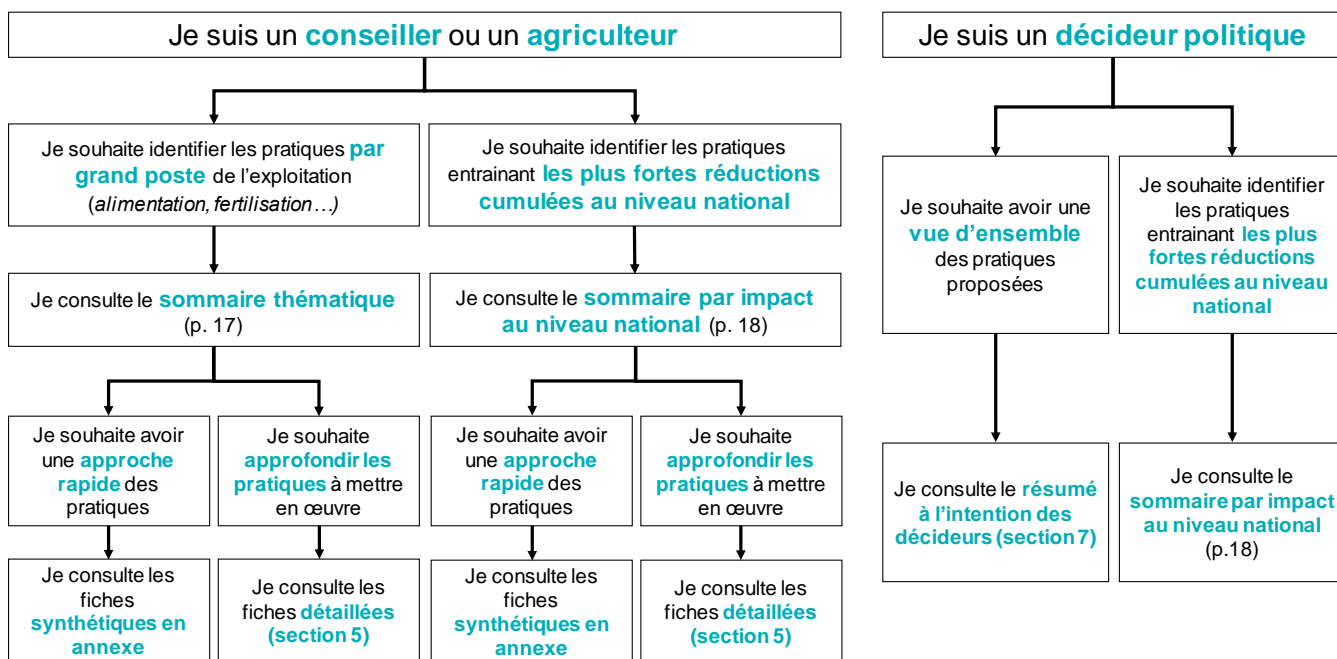 Je suis un conseiller ou un agriculteur
Je souhaite identifier les pratiques par
grand poste de l'exploitation
(alimentation, fertilisation…)
Je souhaite identifier les pratiques
entrainant les plus fortes réductions
cumulées au niveau national
Je consulte le sommaire thématique
(p. 17)
Je consulte le sommaire par impact
au niveau national (p. 18)
Je souhaite avoir
une approche
rapide des
pratiques
Je souhaite
approfondir les
pratiques à mettre
en œuvre
Je souhaite avoir
une approche
rapide des
pratiques
Je souhaite
approfondir les
pratiques à mettre
en œuvre
Je consulte les
fiches
synthétiques en
annexe
Je consulte les
fiches détaillées
(section 5)
Je consulte les
fiches
synthétiques en
annexe
Je consulte les
fiches détaillées
(section 5)
Je suis un décideur politique
Je souhaite avoir une
vue d'ensemble
des pratiques
proposées
Je souhaite identifier
les pratiques
entrainant les plus
fortes réductions
cumulées au niveau
national
Je consulte le résumé
à l'intention des
décideurs (section 7)
Je consulte le
sommaire par impact
au niveau national
(p.18)